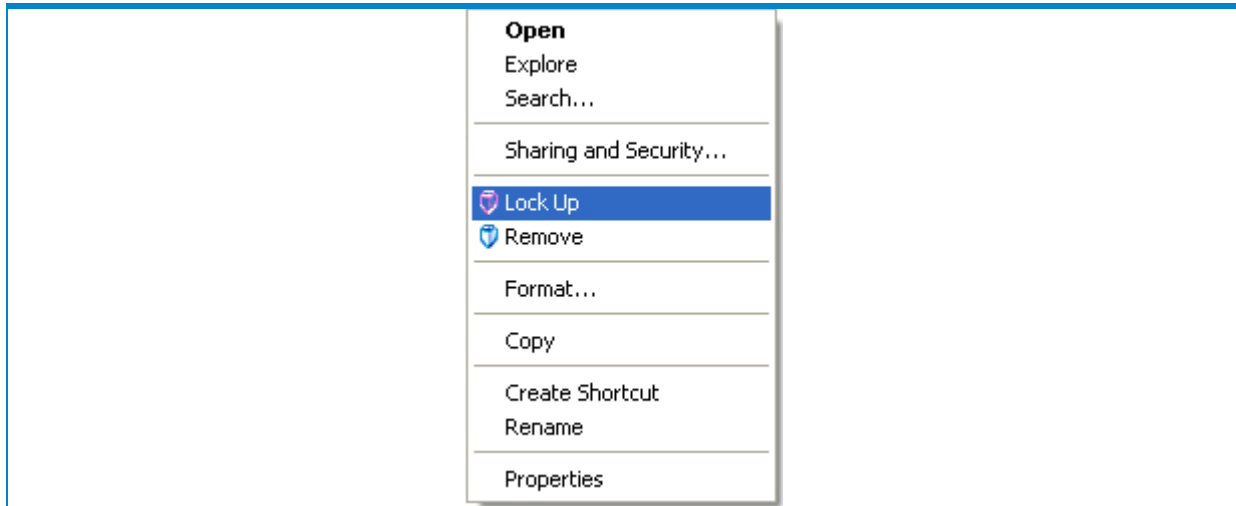 Open
Explore
Search...
Sharing and Security...
Lock Up
Remove
Format...
Copy
Create Shortcut
Rename
Properties